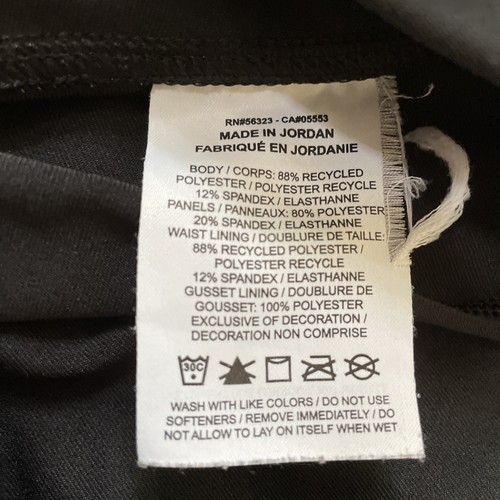 RN#56323 - CA#05553
MADE IN JORDAN
FABRIQUÉ EN JORDANIE
BODY / CORPS: 88% RECYCLED
POLYESTER / POLYESTER RECYCLE
12% SPANDEX / ELASTHANNE
PANELS / PANNEAUX: 80% POLYESTER
20% SPANDEX / ELASTHANNE
WAIST LINING / DOUBLURE DE TAILLE:
88% RECYCLED POLYESTER /
POLYESTER RECYCLE
12% SPANDEX / ELASTHANNE
GUSSET LINING / DOUBLURE DE
GOUSSET: 100% POLYESTER
EXCLUSIVE OF DECORATION /
DECORATION NON COMPRISE
30C
WASH WITH LIKE COLORS / DO NOT USE
SOFTENERS / REMOVE IMMEDIATELY / DO
NOT ALLOW TO LAY ON ITSELF WHEN WET